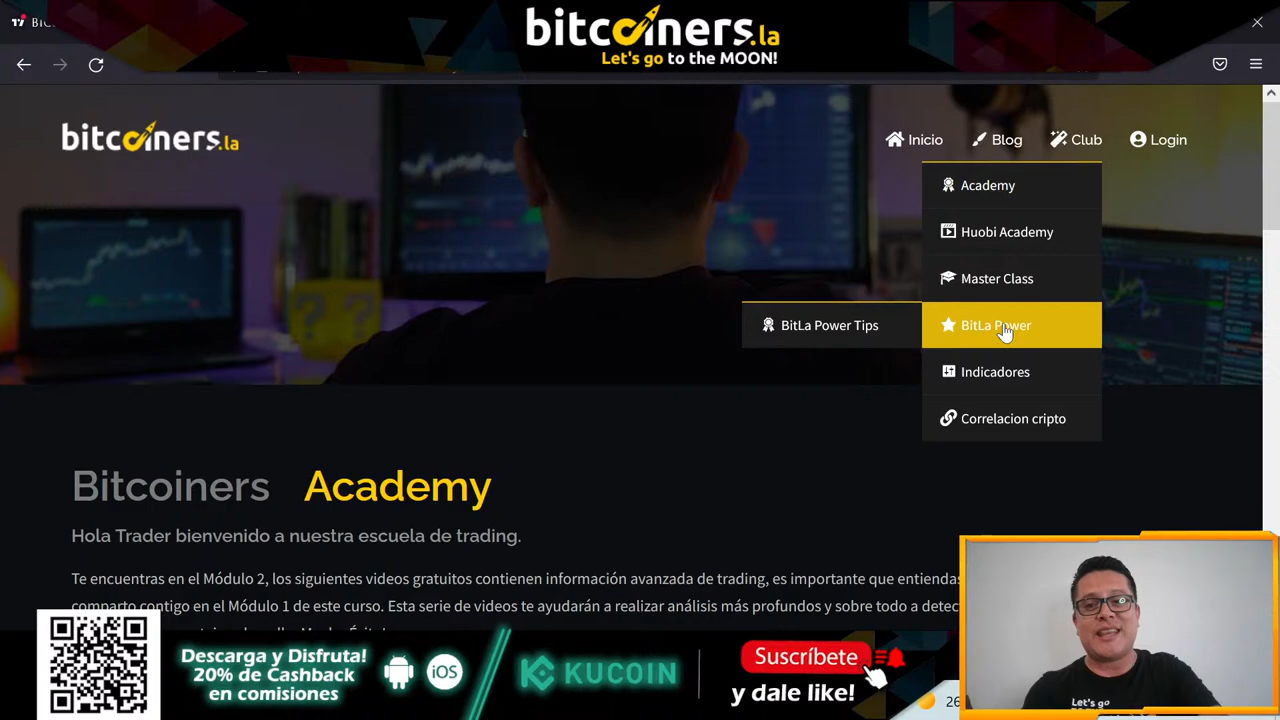 BIT
bitcoiners.la
Let's go to the MOON!
bitcoiners.la
Inicio
Blog
Club
Login
Academy
Huobi Academy
Master Class
BitLa Power Tips
BitLa Power
Indicadores
Correlacion cripto
Bitcoiners Academy
Hola Trader bienvenido a nuestra escuela de trading.
Te encuentras en el Módulo 2, los siguientes videos gratuitos contienen información avanzada de trading, es importante que entiendas
comparto contigo en el Módulo 1 de este curso. Esta serie de videos te ayudarán a realizar análisis más profundos y sobre todo a detec
Descarga y Disfruta!
20% de Cashback
en comisiones
iOS
KUCOIN
Suscríbete
y dale like!
26
Let's go